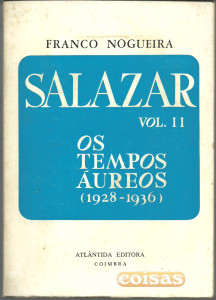 FRANCO NOGUEIRA
SALAZAR
VOL. II
OS
TEMPOS
ÁUREOS
(1928-1936)
ATLÂNTIDA EDITORA
COIMBRA
coisas